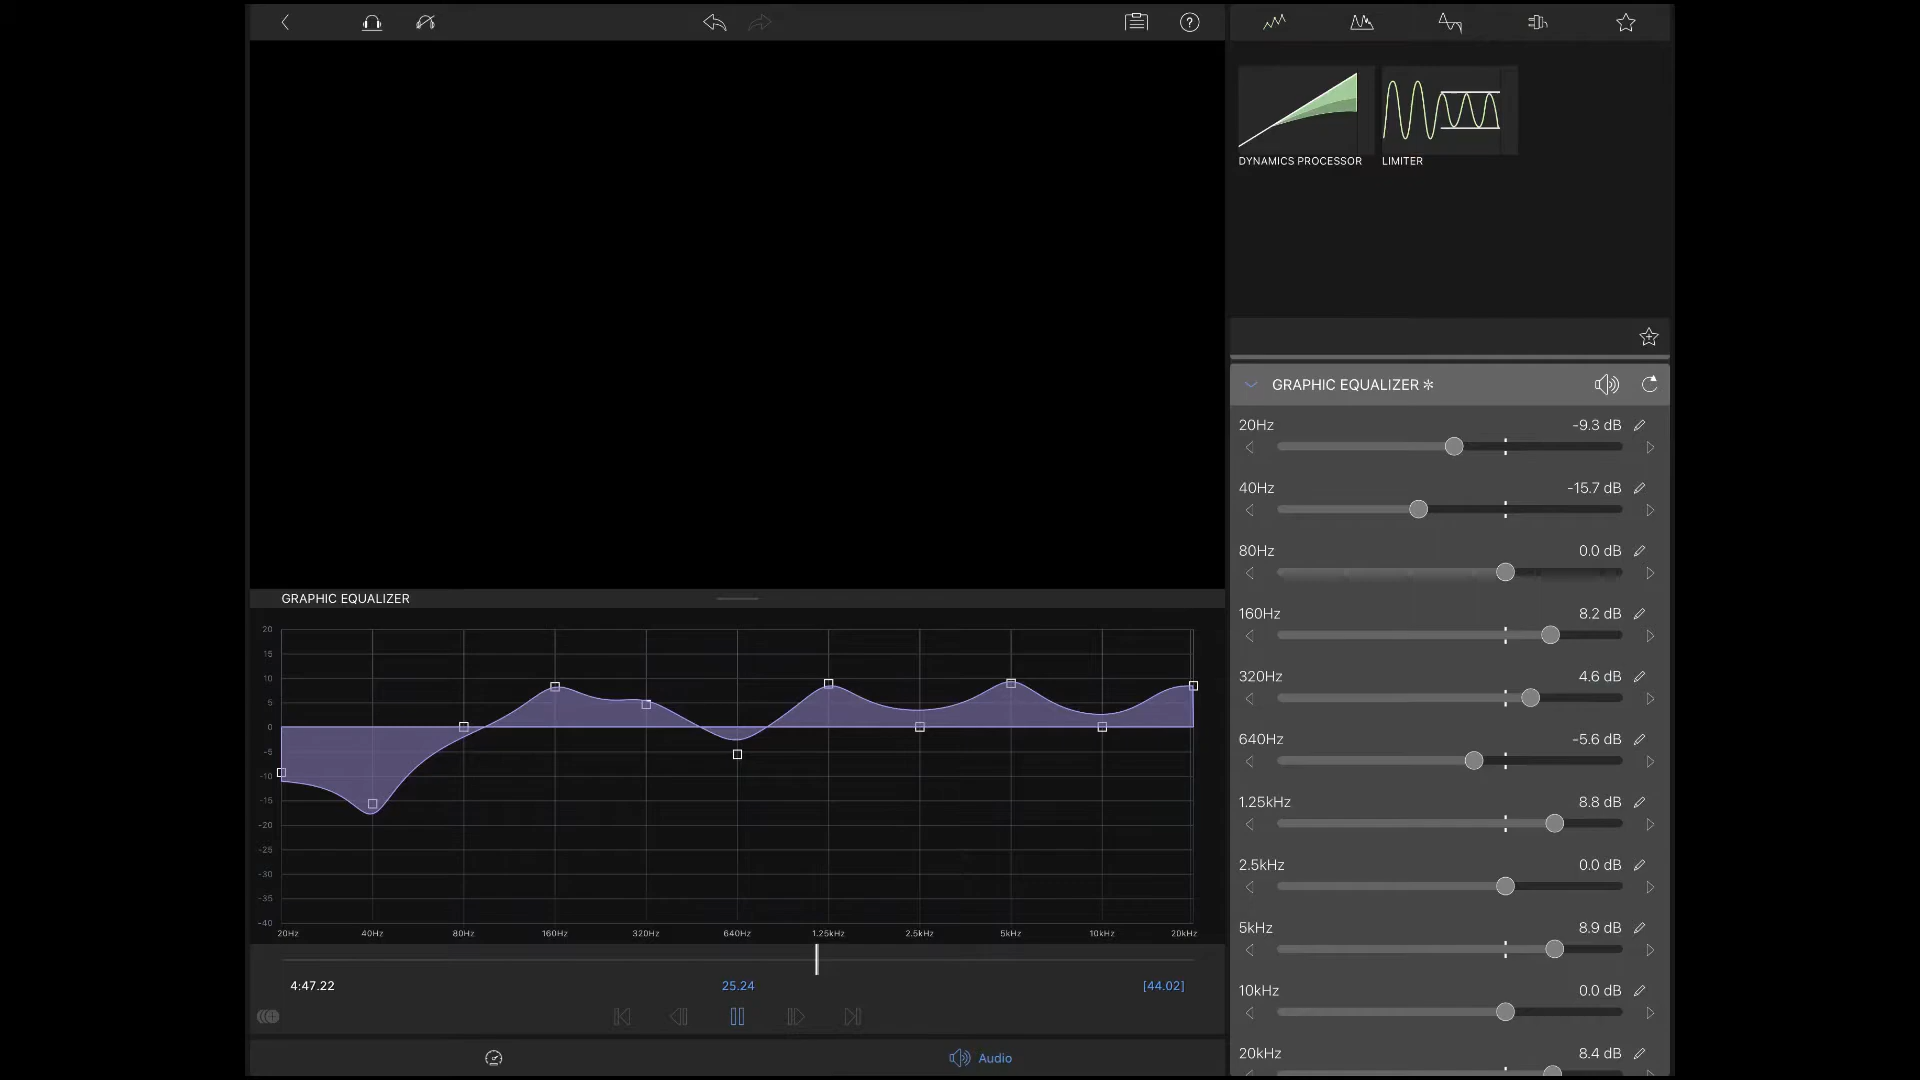 DYNAMICS PROCESSOR
LIMITER
GRAPHIC EQUALIZER *
20Hz -9.3 dB
40Hz -15.7 dB
80Hz 0.0 dB
160Hz 8.2 dB
320Hz 4.6 dB
640Hz -5.6 dB
1.25kHz 8.8 dB
2.5kHz 0.0 dB
5kHz 8.9 dB
10kHz 0.0 dB
20kHz 8.4 dB
GRAPHIC EQUALIZER
20
15
10
5
0
-5
-10
-15
-20
-25
-30
-35
-40
20Hz 40Hz 80Hz 160Hz 320Hz 640Hz 1.25kHz 2.5kHz 5kHz 10kHz 20kHz
4:47.22 25.24 [44.02]
Audio